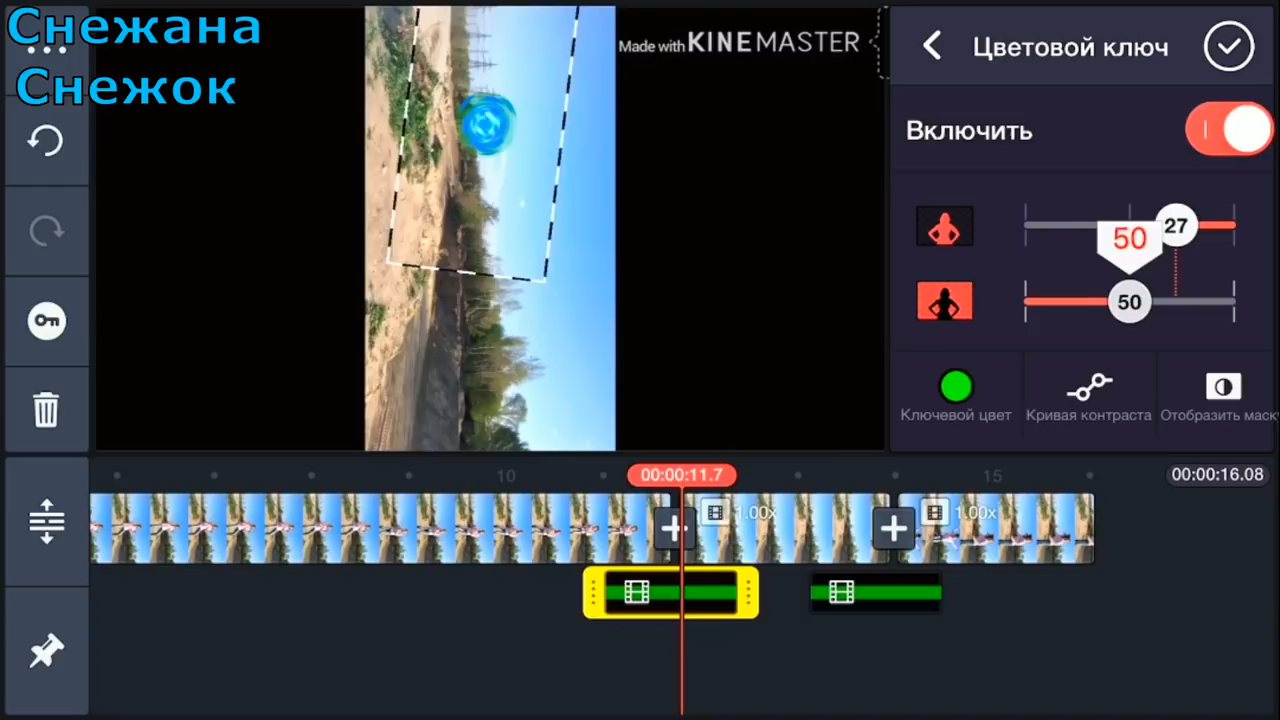 Снежана
Снежок
Made with KINEMASTER
Цветовой ключ
Включить
27
50
50
Ключевой цвет
Кривая контраста
Отобразить маск
10
00:00:11.7
15
00:00:16.08
1.00x
1.00x